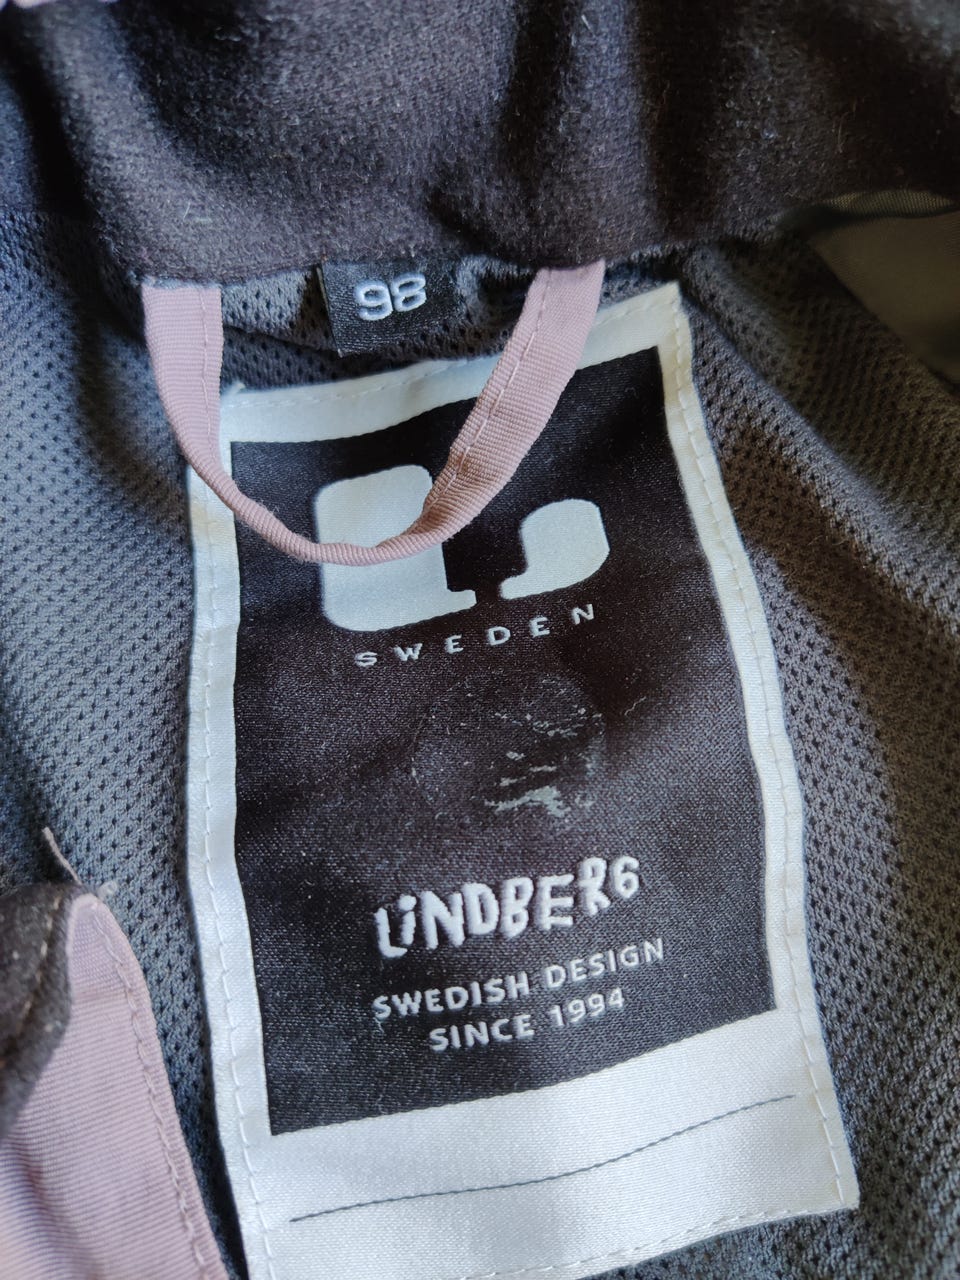 98
SWEDEN
LINDBERG
SWEDISH DESIGN
SINCE 1994